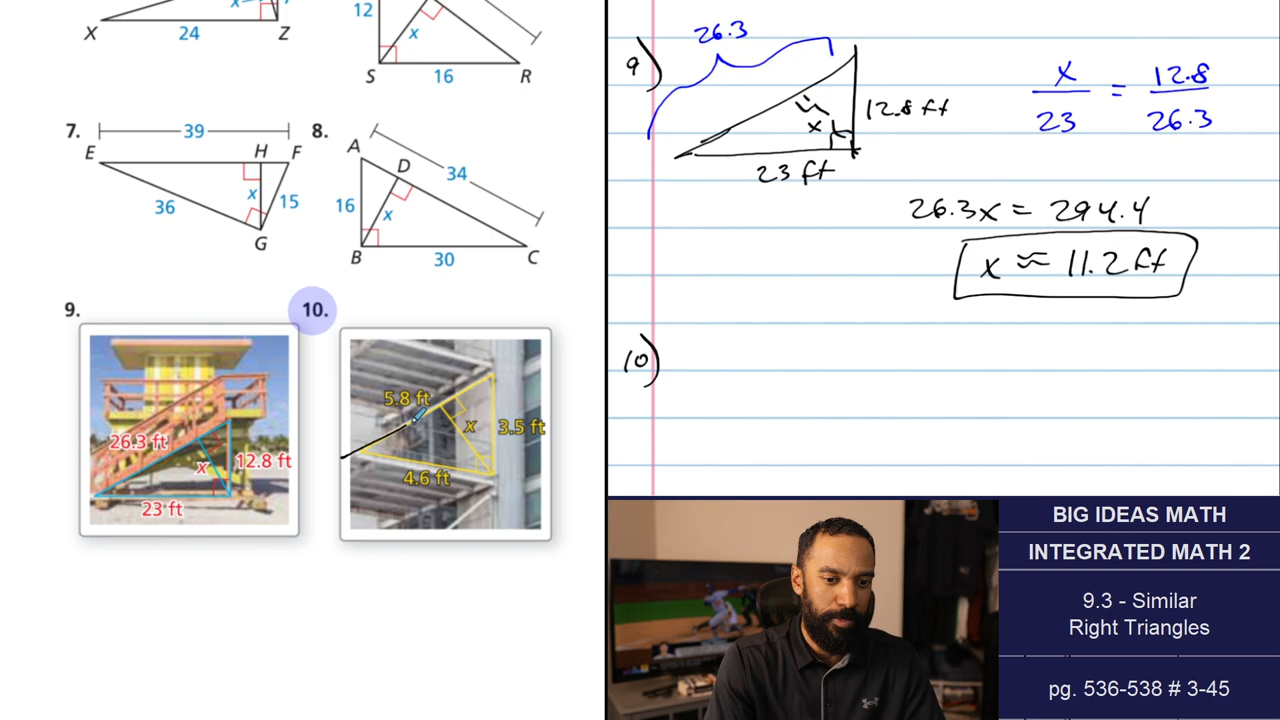 X
24
x
Z
12
x
S
16
R
7.
39
E
H
F
x
36
15
G
8.
A
D
34
16
x
B
30
C
9.
26.3 ft
x
12.8 ft
23 ft
10.
5.8 ft
x
3.5 ft
4.6 ft
9)
26.3
12.8 ft
x
23 ft
x/23 = 12.8/26.3
26.3x = 294.4
x ≈ 11.2 ft
10)
BIG IDEAS MATH
INTEGRATED MATH 2
9.3 - Similar
Right Triangles
pg. 536-538 # 3-45